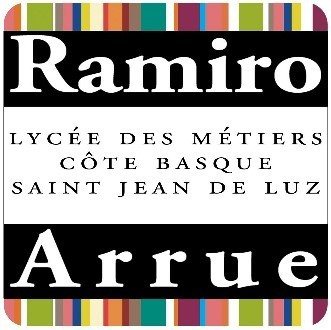 Ramiro
LYCÉE DES MÉTIERS
CÔTE BASQUE
SAINT JEAN DE LUZ
Arrue